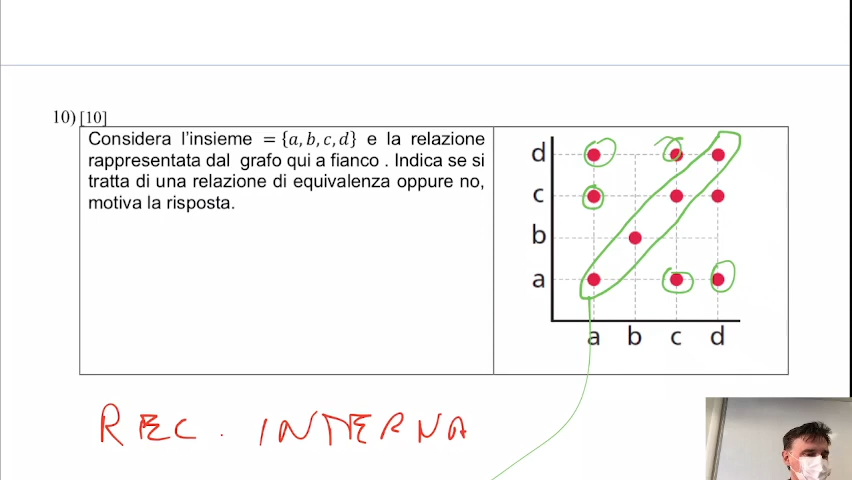 10) [10]
Considera l'insieme = {a, b, c, d} e la relazione
rappresentata dal grafo qui a fianco . Indica se si
tratta di una relazione di equivalenza oppure no,
motiva la risposta.
d
c
b
a
a b c d
REC. INTERNA